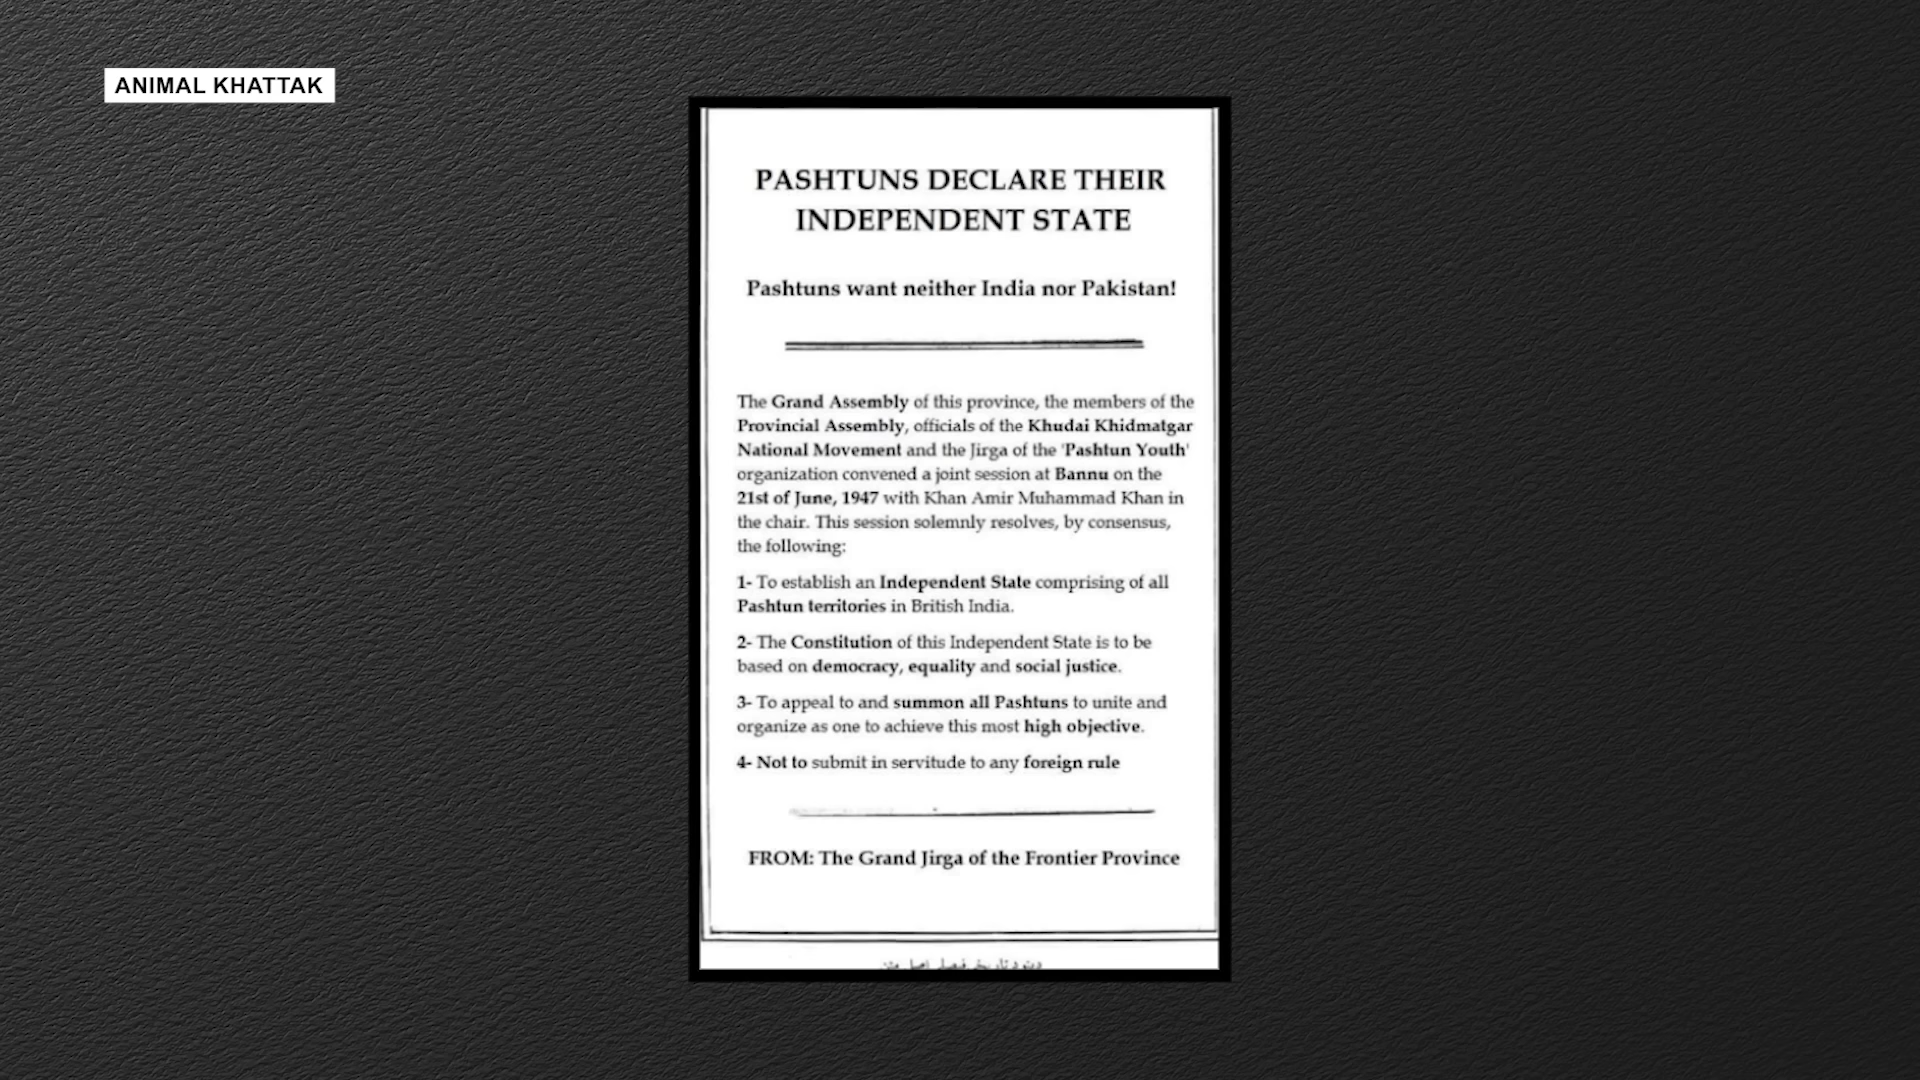 ANIMAL KHATTAK
PASHTUNS DECLARE THEIR
INDEPENDENT STATE
Pashtuns want neither India nor Pakistan!
The Grand Assembly of this province, the members of the
Provincial Assembly, officials of the Khudai Khidmatgar
National Movement and the Jirga of the 'Pashtun Youth'
organization convened a joint session at Bannu on the
21st of June, 1947 with Khan Amir Muhammad Khan in
the chair. This session solemnly resolves, by consensus,
the following:
1- To establish an Independent State comprising of all
Pashtun territories in British India.
2- The Constitution of this Independent State is to be
based on democracy, equality and social justice.
3- To appeal to and summon all Pashtuns to unite and
organize as one to achieve this most high objective.
4- Not to submit in servitude to any foreign rule
FROM: The Grand Jirga of the Frontier Province